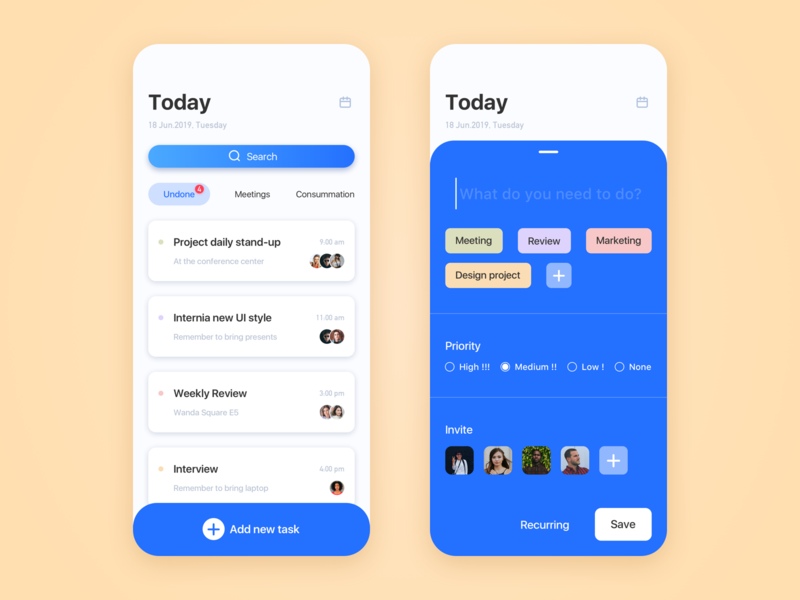 Today
18 Jun.2019, Tuesday
Search
Undone 4
Meetings
Consummation
Project daily stand-up
9:00 am
At the conference center
Internia new UI style
11:00 am
Remember to bring presents
Weekly Review
3:00 pm
Wanda Square E5
Interview
4:00 pm
Remember to bring laptop
Add new task
Today
18 Jun.2019, Tuesday
What do you need to do?
Meeting
Review
Marketing
Design project
Priority
High !!!
Medium !!
Low !
None
Invite
Recurring
Save